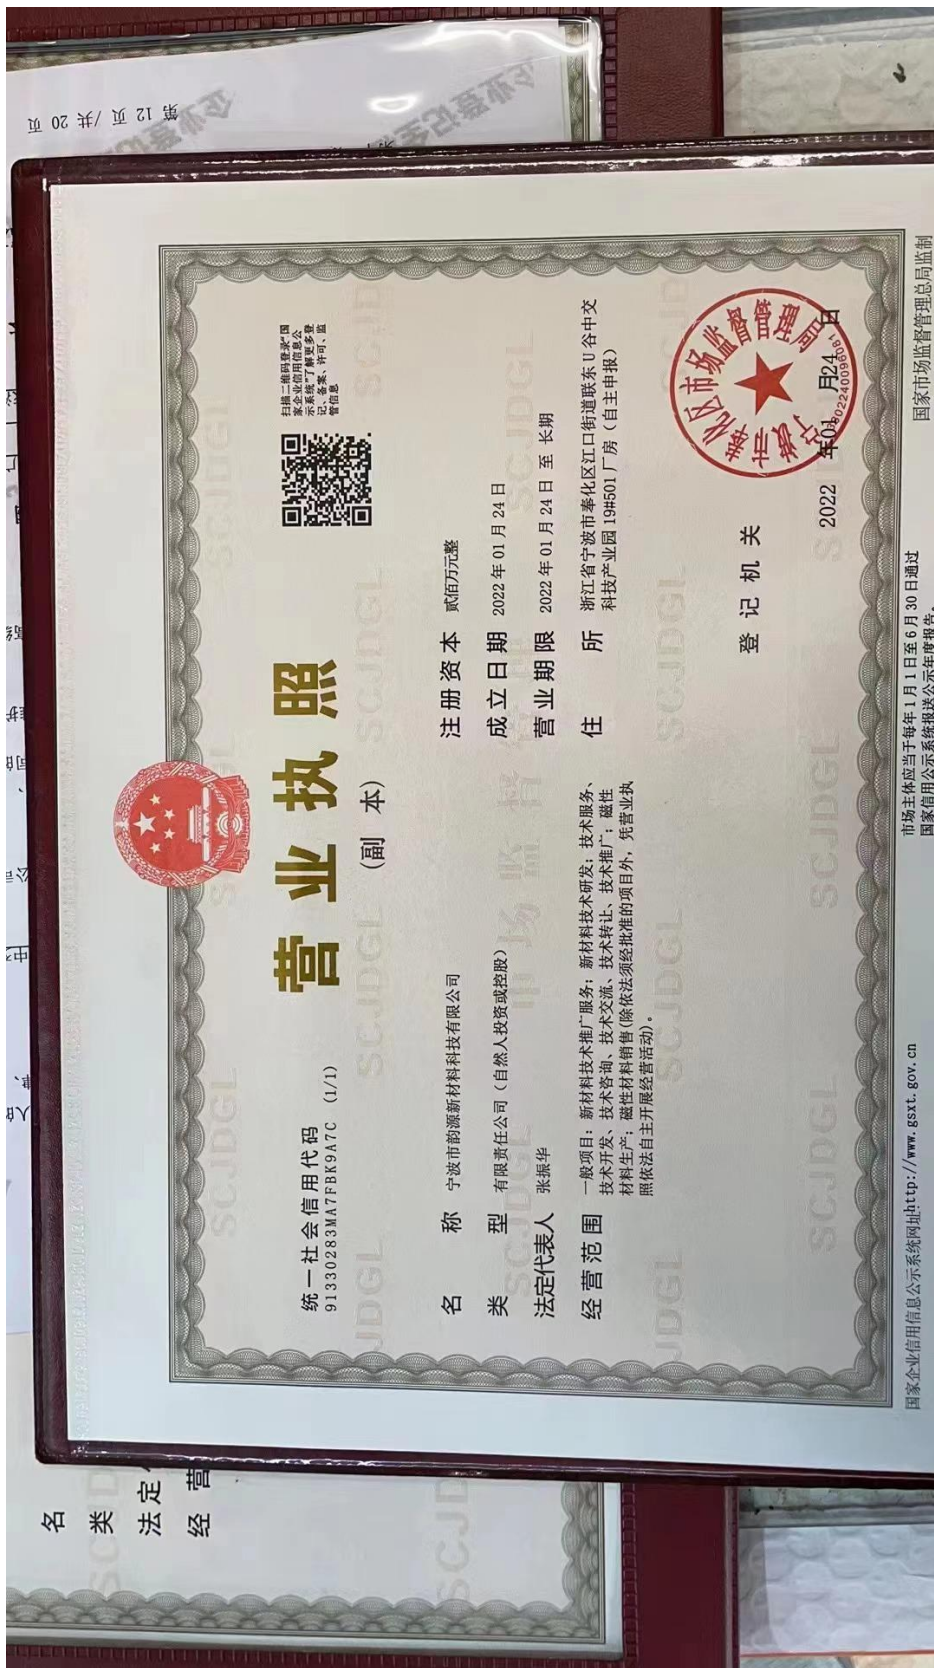 第 12 页 / 共 20 页
营业执照
(副 本)
统一社会信用代码
91330283MA7FBK9A7C (1/1)
扫描二维码登录"国
家企业信用信息公
示系统"了解更多登
记、备案、许可、监
管信息
名 称 宁波市韵源新材料科技有限公司
类 型 有限责任公司（自然人投资或控股）
法定代表人 张振华
经营范围 一般项目：新材料技术推广服务；新材料技术研发；技术服务、
技术开发、技术咨询、技术交流、技术转让、技术推广；磁性
材料生产；磁性材料销售(除依法须经批准的项目外，凭营业执
照依法自主开展经营活动)。
注册资本 贰佰万元整
成立日期 2022年01月24日
营业期限 2022年01月24日 至 长期
住 所 浙江省宁波市奉化区江口街道联东U谷中交
科技产业园19#501厂房（自主申报）
登记机关
2022 年01 月24 日
国家企业信用信息公示系统网址:http://www.gsxt.gov.cn
市场主体应当于每年1月1日至6月30日通过
国家信用公示系统报送公示年度报告。
国家市场监督管理总局监制
名
类
法定
经 营
SCJDGL